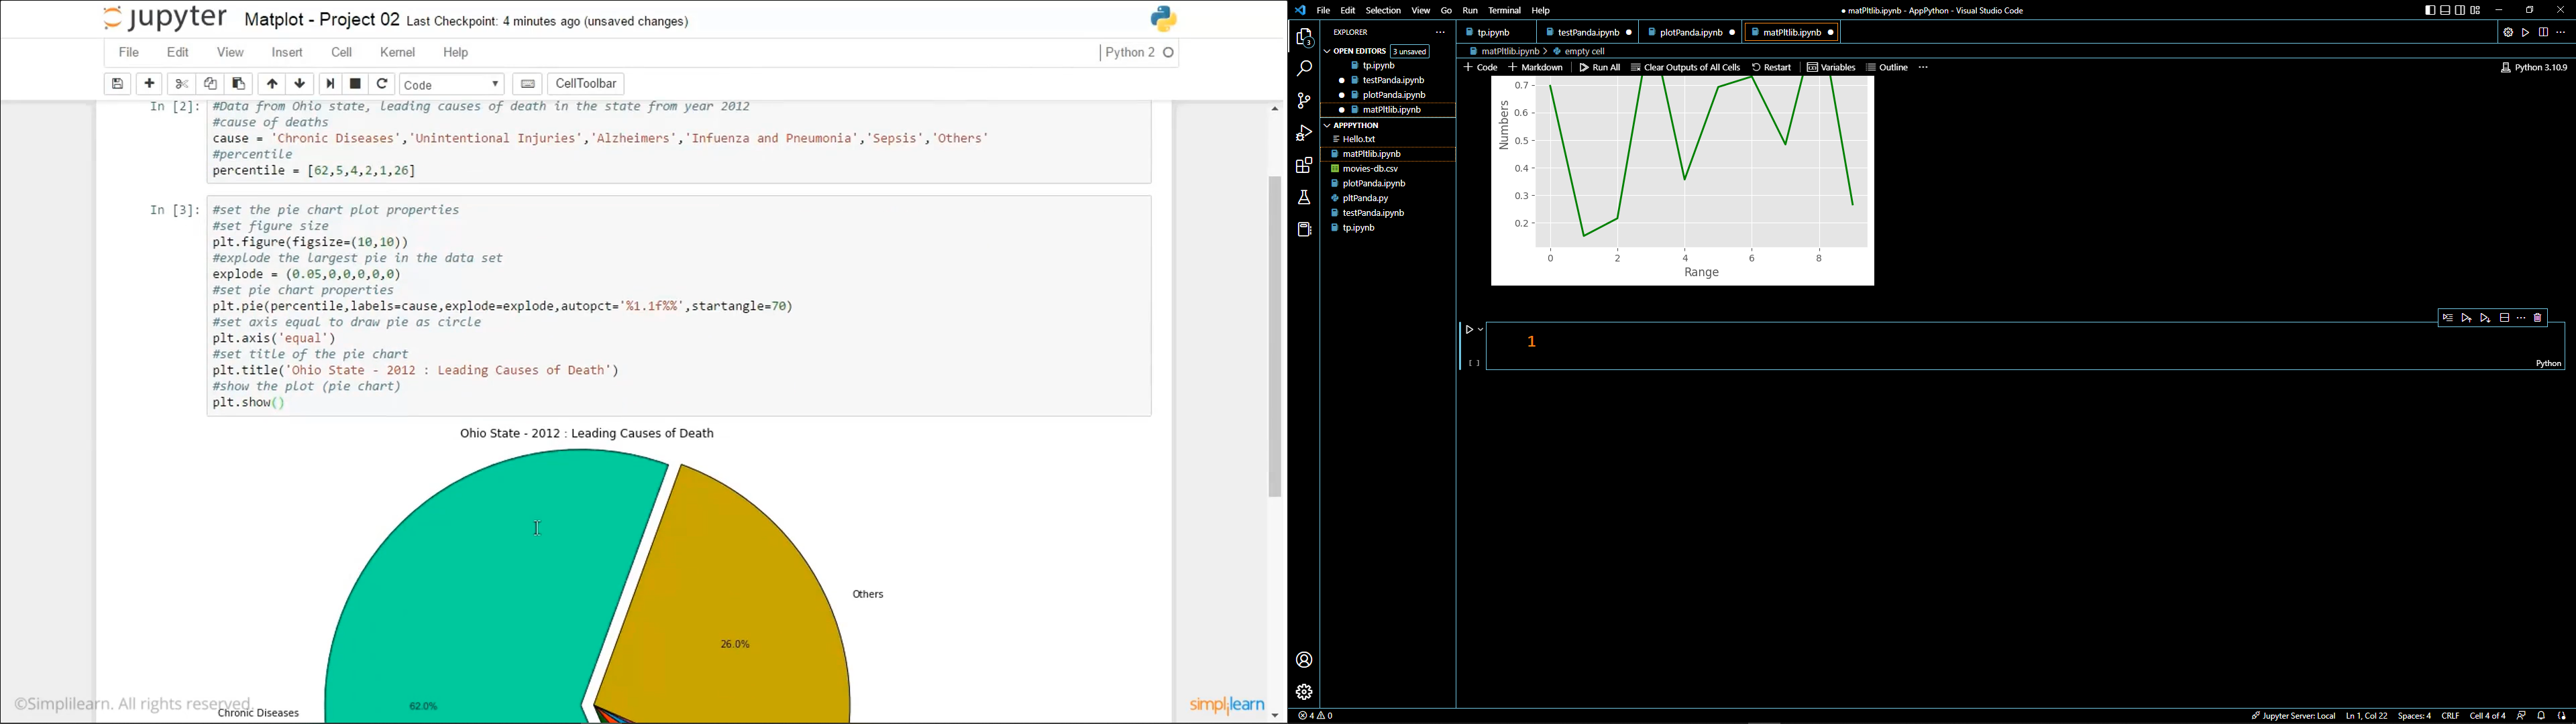 jupyter Matplot - Project 02 Last Checkpoint: 4 minutes ago (unsaved changes)
File Edit View Insert Cell Kernel Help Python 2
Code CellToolbar
In [2]: #Data from Ohio state, leading causes of death in the state from year 2012
#cause of deaths
cause = 'Chronic Diseases','Unintentional Injuries','Alzheimers','Infuenza and Pneumonia','Sepsis','Others'
#percentile
percentile = [62,5,4,2,1,26]
In [3]: #set the pie chart plot properties
#set figure size
plt.figure(figsize=(10,10))
#explode the largest pie in the data set
explode = (0.05,0,0,0,0,0)
#set pie chart properties
plt.pie(percentile,labels=cause,explode=explode,autopct='%1.1f%%',startangle=70)
#set axis equal to draw pie as circle
plt.axis('equal')
#set title of the pie chart
plt.title('Ohio State - 2012 : Leading Causes of Death')
#show the plot (pie chart)
plt.show()
Ohio State - 2012 : Leading Causes of Death
Others
26.0%
62.0%
Chronic Diseases
©Simplilearn. All rights reserved.
simplilearn
File Edit Selection View Go Run Terminal Help
● matPltlib.ipynb - AppPython - Visual Studio Code
EXPLORER
OPEN EDITORS 3 unsaved
tp.ipynb
testPanda.ipynb
plotPanda.ipynb
matPltlib.ipynb
APPPYTHON
Hello.txt
matPltlib.ipynb
movies-db.csv
plotPanda.ipynb
pltPanda.py
testPanda.ipynb
tp.ipynb
3
tp.ipynb testPanda.ipynb plotPanda.ipynb matPltlib.ipynb
matPltlib.ipynb > empty cell
+ Code + Markdown Run All Clear Outputs of All Cells Restart Variables Outline ...
Python 3.10.9
0.7
0.6
0.5
0.4
0.3
0.2
Numbers
0 2 4 6 8
Range
1
[ ]
Python
4 0
Jupyter Server: Local Ln 1, Col 22 Spaces: 4 CRLF Cell 4 of 4